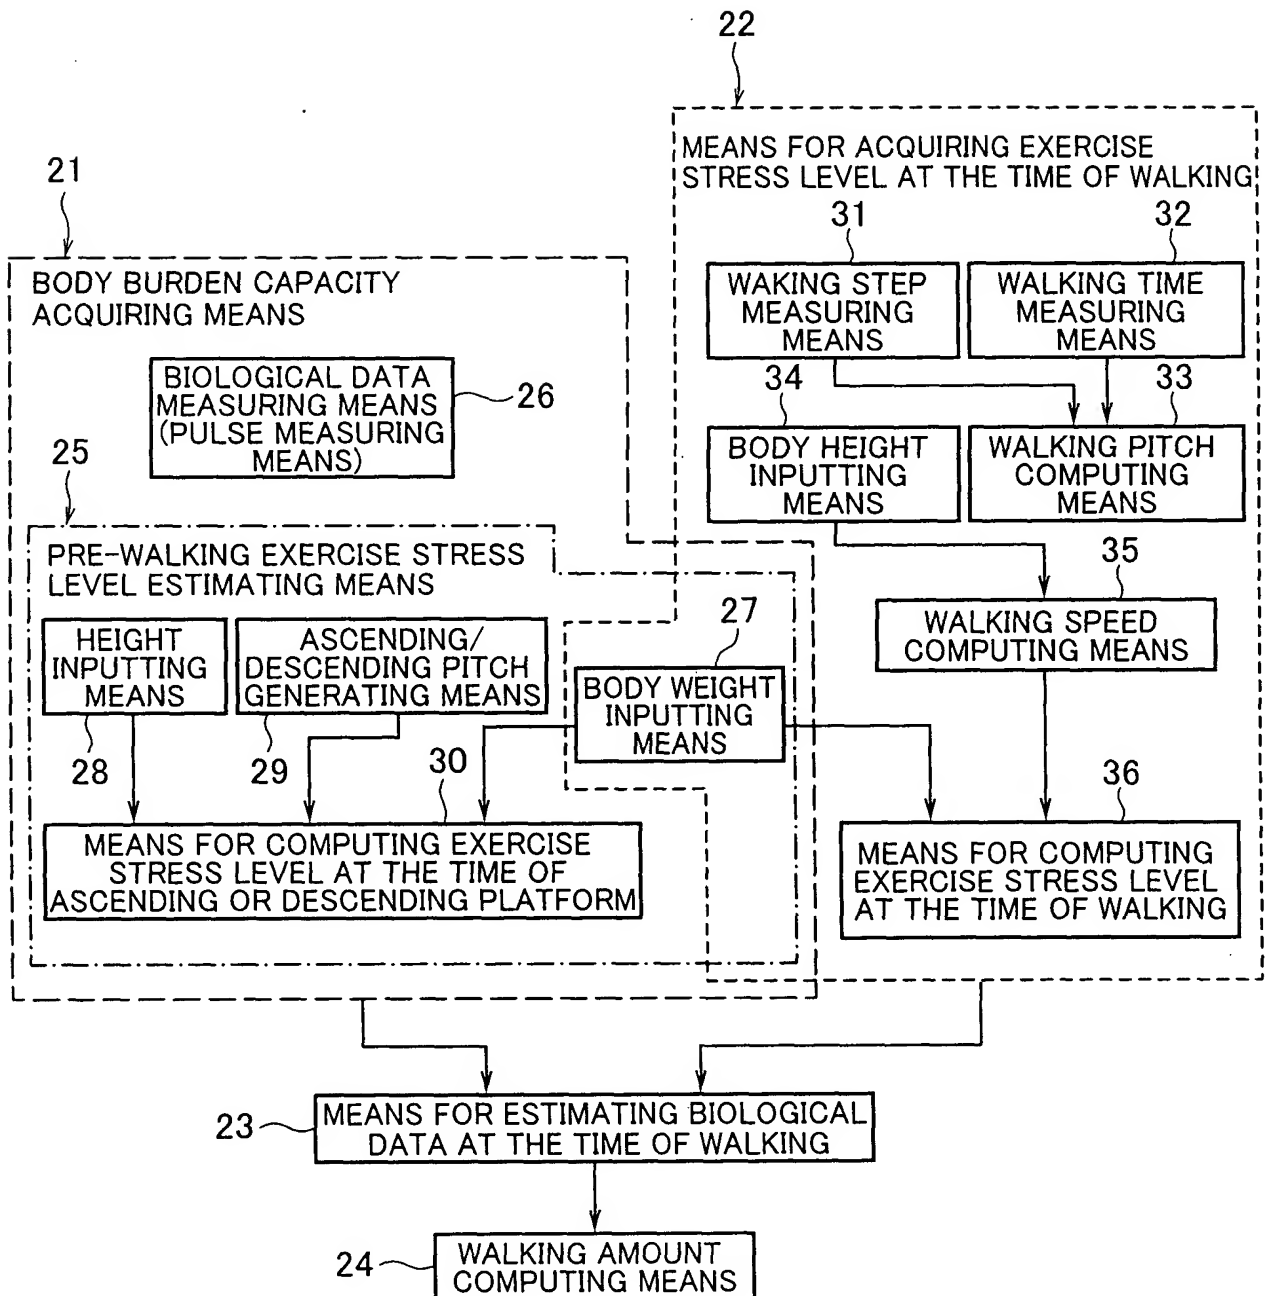 22
MEANS FOR ACQUIRING EXERCISE
STRESS LEVEL AT THE TIME OF WALKING
21
BODY BURDEN CAPACITY
ACQUIRING MEANS
31
WAKING STEP
MEASURING
MEANS
32
WALKING TIME
MEASURING
MEANS
BIOLOGICAL DATA
MEASURING MEANS
(PULSE MEASURING
MEANS)
26
34
BODY HEIGHT
INPUTTING
MEANS
33
WALKING PITCH
COMPUTING
MEANS
25
PRE-WALKING EXERCISE STRESS
LEVEL ESTIMATING MEANS
35
WALKING SPEED
COMPUTING MEANS
HEIGHT
INPUTTING
MEANS
28
ASCENDING/
DESCENDING PITCH
GENERATING MEANS
29
27
BODY WEIGHT
INPUTTING
MEANS
30
MEANS FOR COMPUTING EXERCISE
STRESS LEVEL AT THE TIME OF
ASCENDING OR DESCENDING PLATFORM
36
MEANS FOR COMPUTING
EXERCISE STRESS LEVEL
AT THE TIME OF WALKING
23
MEANS FOR ESTIMATING BIOLOGICAL
DATA AT THE TIME OF WALKING
24
WALKING AMOUNT
COMPUTING MEANS